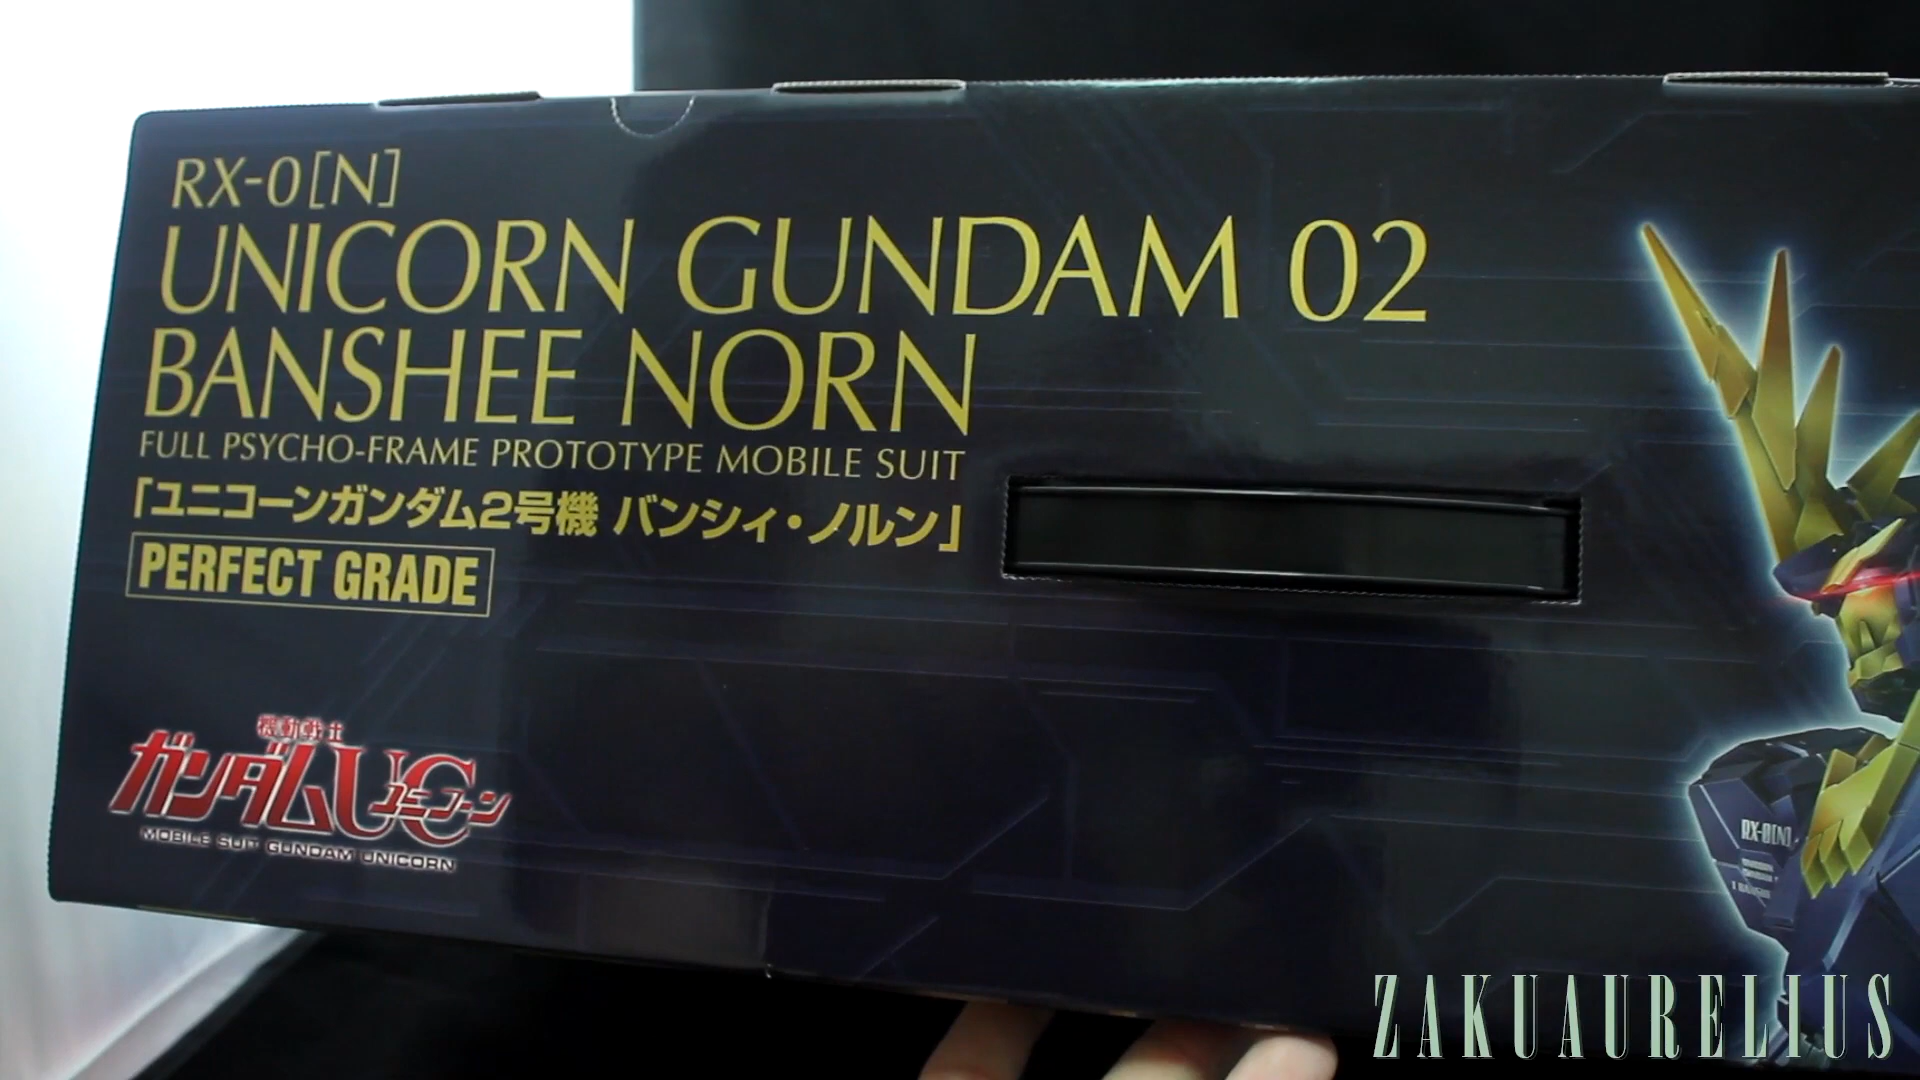 RX-0[N]
UNICORN GUNDAM 02
BANSHEE NORN
FULL PSYCHO-FRAME PROTOTYPE MOBILE SUIT
「ユニコーンガンダム2号機 バンシィ・ノルン」
PERFECT GRADE
機動戦士
ガンダムUC
ユニコーン
MOBILE SUIT GUNDAM UNICORN
RX-0[N]
ZAKUAURELIUS